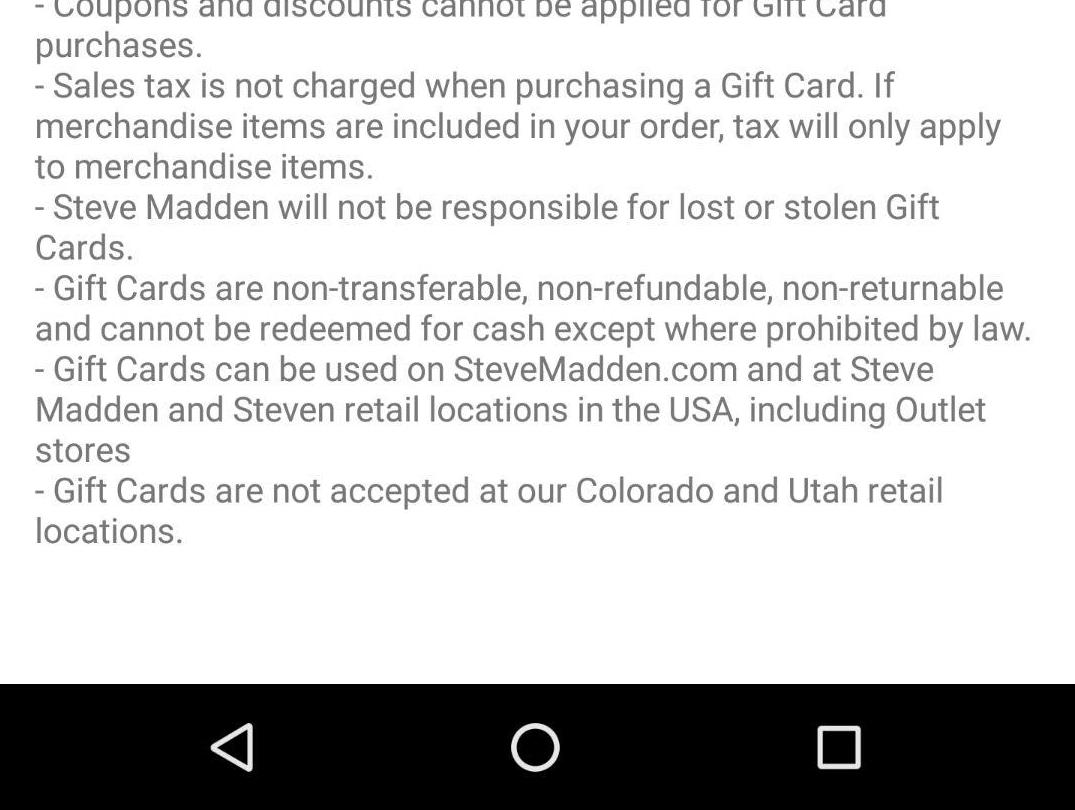 - Coupons and discounts cannot be applied for Gift Card
purchases.
- Sales tax is not charged when purchasing a Gift Card. If
merchandise items are included in your order, tax will only apply
to merchandise items.
- Steve Madden will not be responsible for lost or stolen Gift
Cards.
- Gift Cards are non-transferable, non-refundable, non-returnable
and cannot be redeemed for cash except where prohibited by law.
- Gift Cards can be used on SteveMadden.com and at Steve
Madden and Steven retail locations in the USA, including Outlet
stores
- Gift Cards are not accepted at our Colorado and Utah retail
locations.